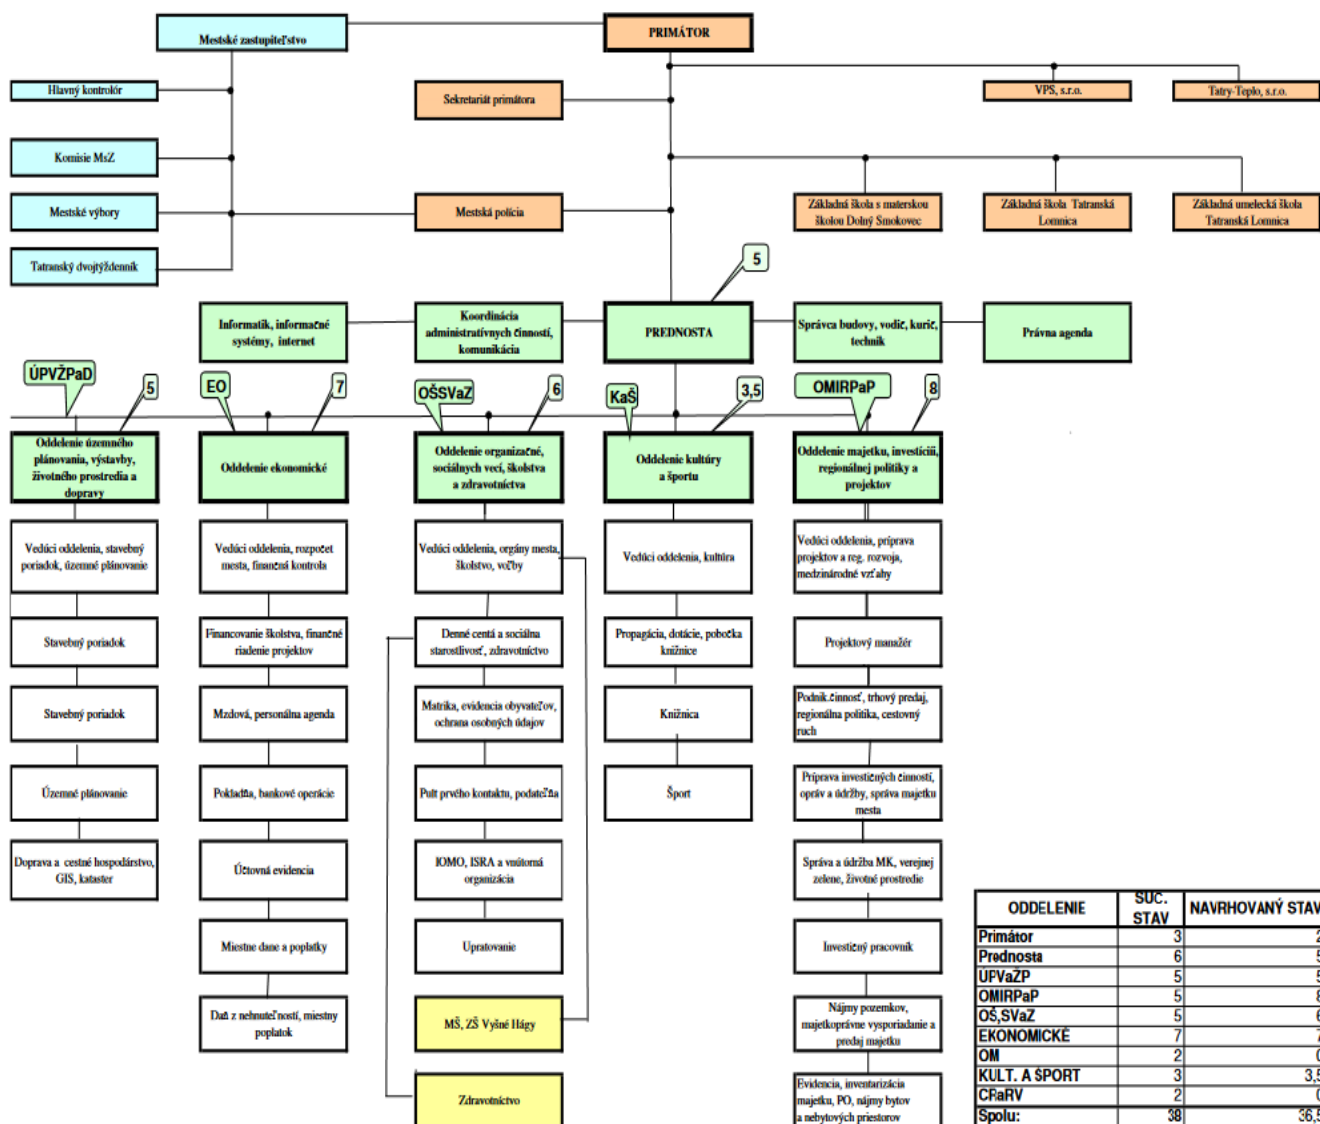 Mestské zastupiteľstvo
PRIMÁTOR
Hlavný kontrolór
Sekretariát primátora
VPS, s.r.o.
Tatry-Teplo, s.r.o.
Komisie MsZ
Mestské výbory
Mestská polícia
Základná škola s materskou
školou Dolný Smokovec
Základná škola Tatranská
Lomnica
Základná umelecká škola
Tatranská Lomnica
Tatranský dvojtýždenník
5
Informatik, informačné
systémy, internet
Koordinácia
administratívnych činností,
komunikácia
PREDNOSTA
Správca budovy, vodič, kurič,
technik
Právna agenda
ÚPVŽPaD
5
EO
7
OŠSVaZ
6
KaŠ
3,5
OMIRPaP
8
Oddelenie územného
plánovania, výstavby,
životného prostredia a
dopravy
Oddelenie ekonomické
Oddelenie organizačné,
sociálnych vecí, školstva
a zdravotníctva
Oddelenie kultúry
a športu
Oddelenie majetku, investícií,
regionálnej politiky a
projektov
Vedúci oddelenia, stavebný
poriadok, územné plánovanie
Vedúci oddelenia, rozpočet
mesta, finančná kontrola
Vedúci oddelenia, orgány mesta,
školstvo, voľby
Vedúci oddelenia, kultúra
Vedúci oddelenia, príprava
projektov a reg. rozvoja,
medzinárodné vzťahy
Stavebný poriadok
Financovanie školstva, finančné
riadenie projektov
Denné centá a sociálna
starostlivosť, zdravotníctvo
Propagácia, dotácie, pobočka
knižnice
Projektový manažér
Stavebný poriadok
Mzdová, personálna agenda
Matrika, evidencia obyvateľov,
ochrana osobných údajov
Knižnica
Podnik.činnosť, trhový predaj,
regionálna politika, cestovný
ruch
Územné plánovanie
Pokladňa, bankové operácie
Pult prvého kontaktu, podateľňa
Šport
Príprava investičných činností,
opráv a údržby, správa majetku
mesta
Doprava a cestné hospodárstvo,
GIS, kataster
Účtovná evidencia
IOMO, ISRA a vnútorná
organizácia
Správa a údržba MK, verejnej
zelene, životné prostredie
Miestne dane a poplatky
Upratovanie
Investičný pracovník
Daň z nehnuteľností, miestny
poplatok
MŠ, ZŠ Vyšné Hágy
Nájmy pozemkov,
majetkoprávne vysporiadanie a
predaj majetku
Zdravotníctvo
Evidencia, inventarizácia
majetku, PO, nájmy bytov
a nebytových priestorov
ODDELENIE SÚC. STAV NAVRHOVANÝ STAV
Primátor 3 2
Prednosta 6 5
ÚPVaŽP 5 5
OMIRPaP 5 8
OŠ,SVaZ 5 6
EKONOMICKÉ 7 7
OM 2 0
KULT. A ŠPORT 3 3,5
CRaRV 2 0
Spolu: 38 36,5